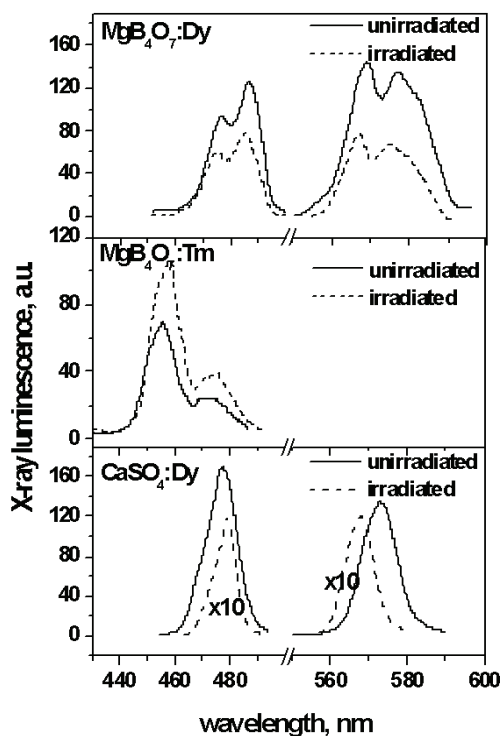 160
120
80
40
0
MgB₄O₇:Dy
unirradiated
irradiated
120
80
40
0
MgB₄O₇:Tm
unirradiated
irradiated
160
120
80
40
0
CaSO₄:Dy
unirradiated
irradiated
x10
x10
440 460 480 560 580 600
X-ray luminescence, a.u.
wavelength, nm